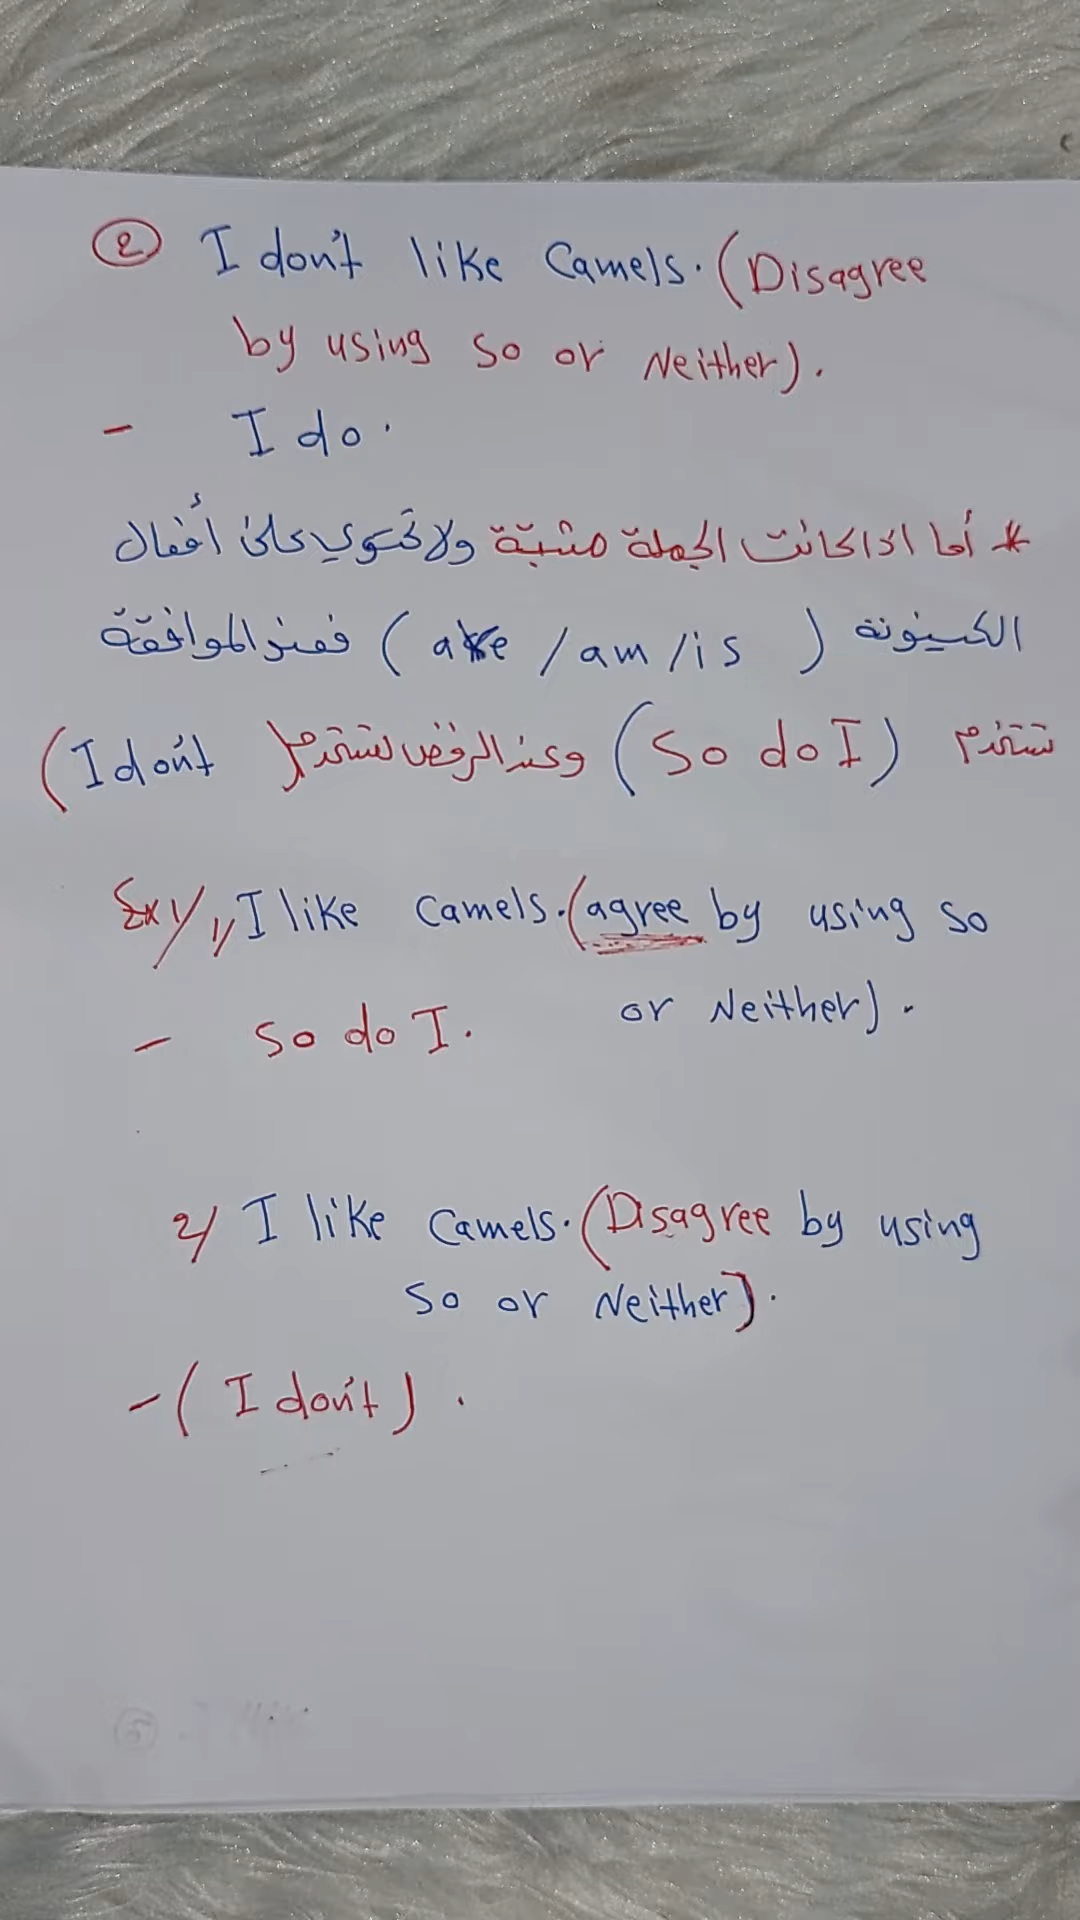 ② I don't like Camels. (Disagree
by using so or Neither).
- I do.
* أما اذا كانت الجملة مثبتة ولا تحتوي على أفعال
الكينونة ( are / am / is ) فعند الموافقة
نستخدم (So do I) وعند الرفض نستخدم (I don't)
Ex// 1/ I like Camels. (agree by using so
or Neither).
- So do I.
2/ I like Camels. (Disagree by using
So or Neither).
- (I don't).